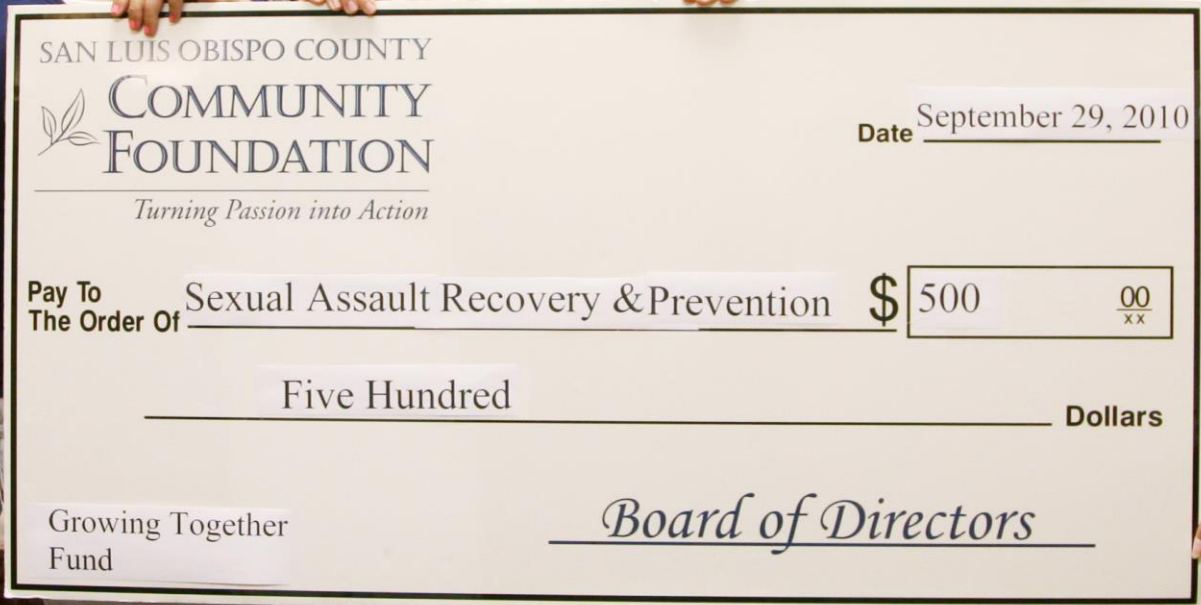 SAN LUIS OBISPO COUNTY
COMMUNITY
FOUNDATION
Turning Passion into Action
Date September 29, 2010
Pay To
The Order Of Sexual Assault Recovery & Prevention $ 500 00/xx
Five Hundred Dollars
Growing Together
Fund
Board of Directors